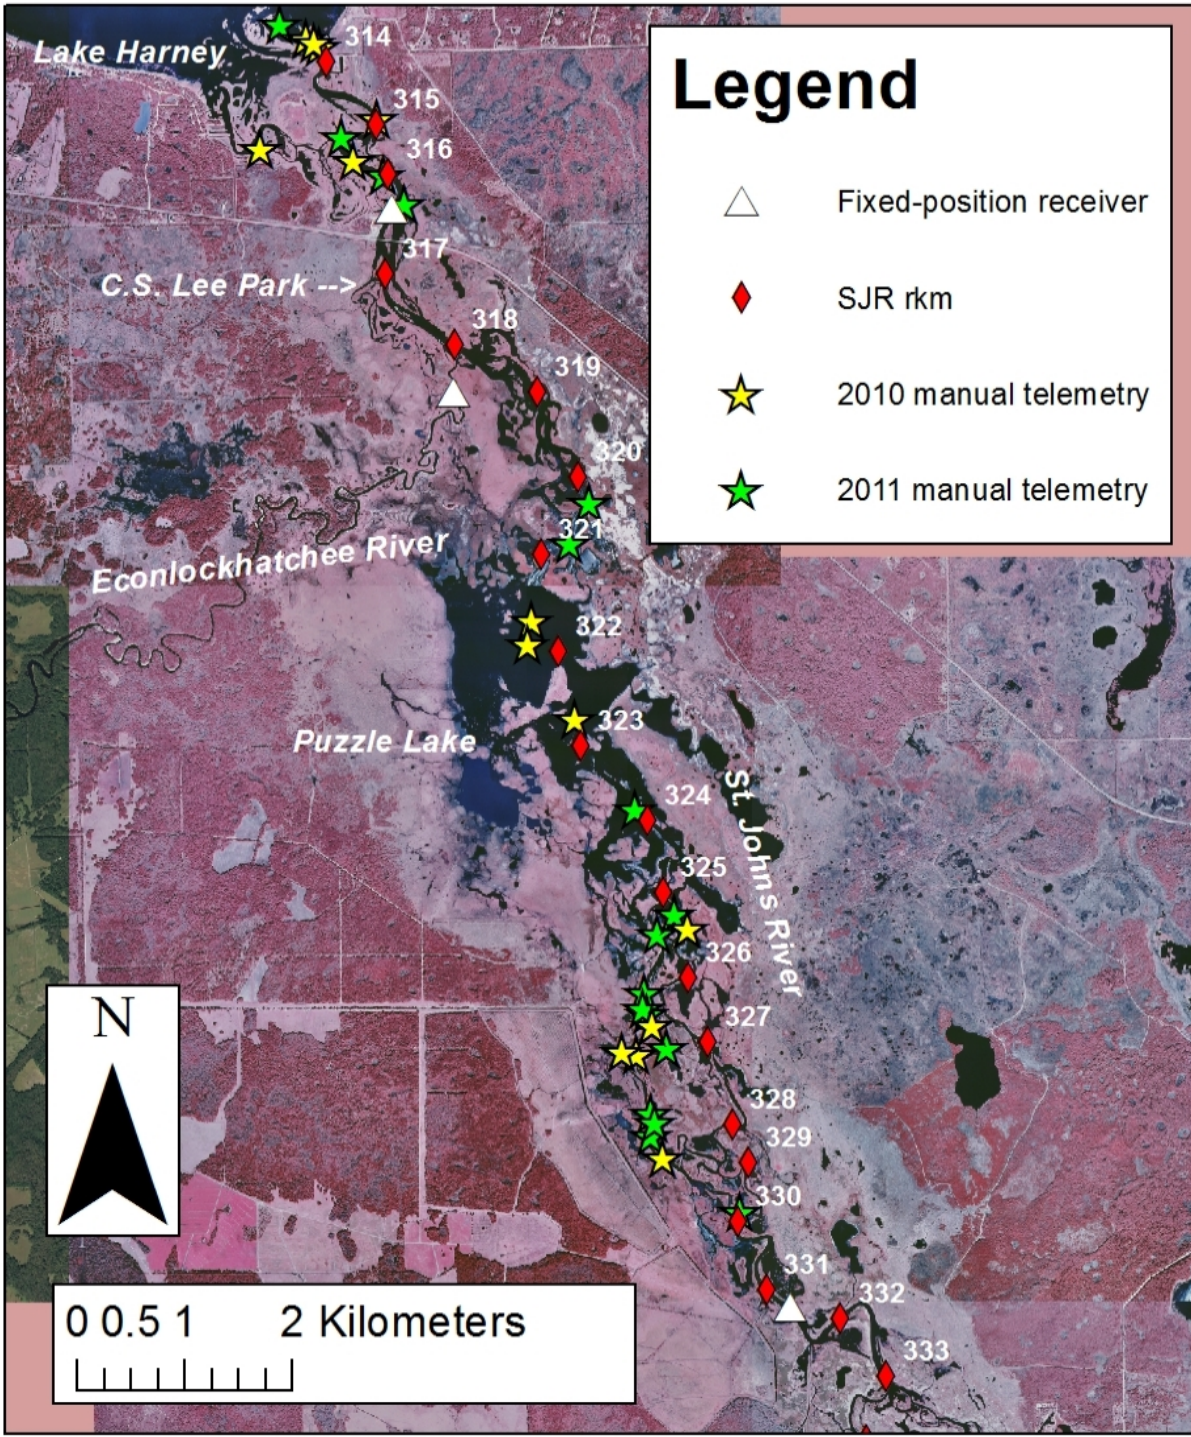 Lake Harney
314
Legend
315
316
Fixed-position receiver
317
C.S. Lee Park -->
SJR rkm
318
319
2010 manual telemetry
320
2011 manual telemetry
321
Econlockhatchee River
322
323
Puzzle Lake
324
St. Johns River
325
326
N
327
328
329
330
331
332
0 0.5 1 2 Kilometers
333